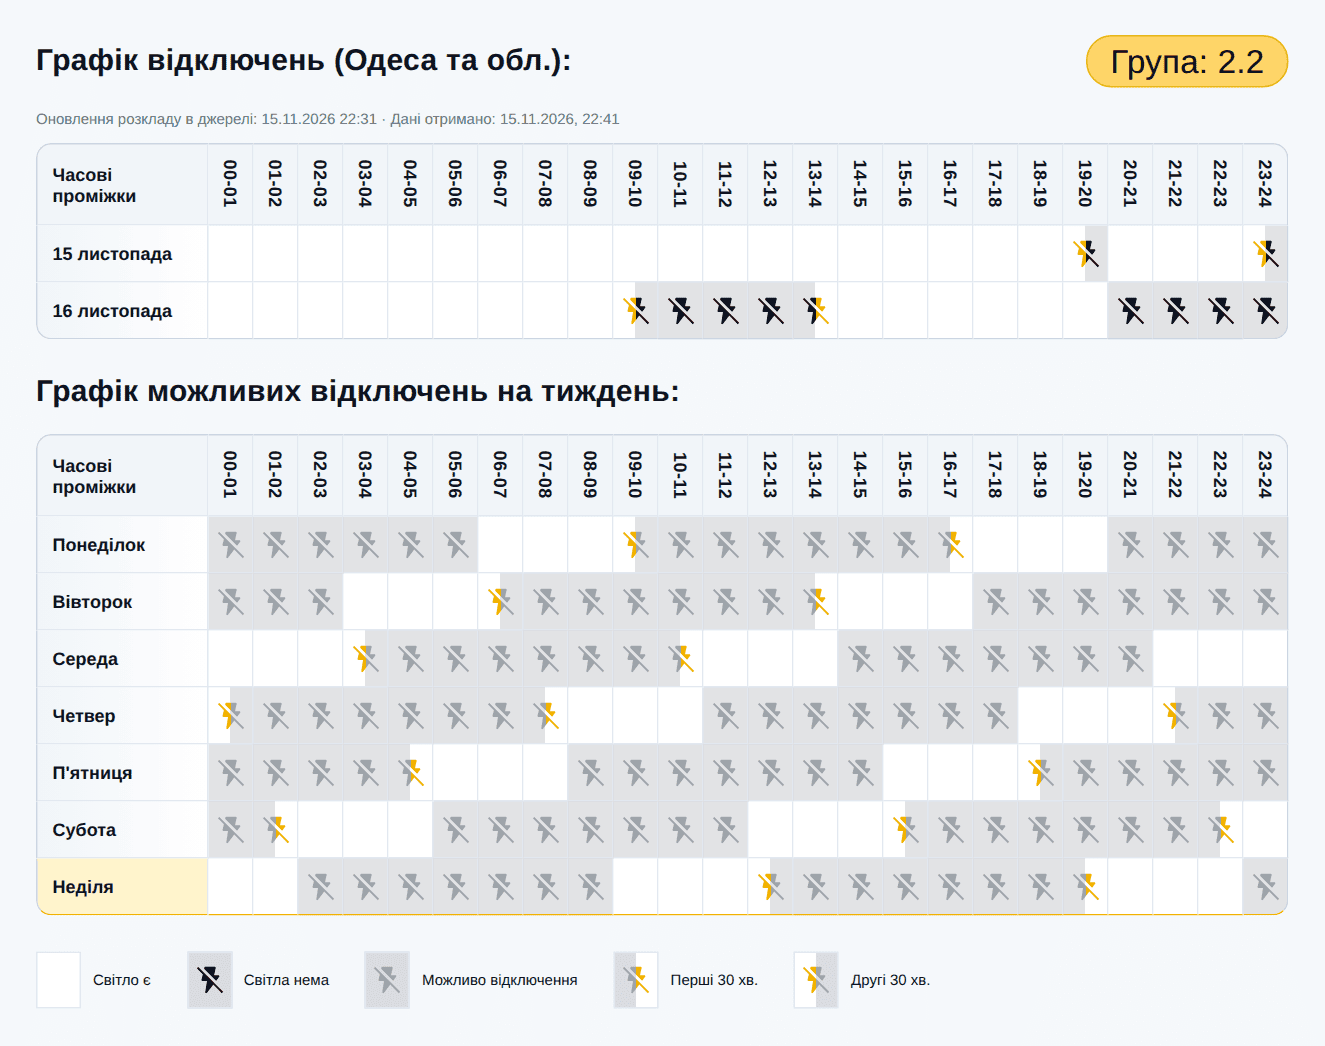 Графік відключень (Одеса та обл.):
Група: 2.2
Оновлення розкладу в джерелі: 15.11.2026 22:31 · Дані отримано: 15.11.2026, 22:41
Часові проміжки 00-01 01-02 02-03 03-04 04-05 05-06 06-07 07-08 08-09 09-10 10-11 11-12 12-13 13-14 14-15 15-16 16-17 17-18 18-19 19-20 20-21 21-22 22-23 23-24
15 листопада
16 листопада
Графік можливих відключень на тиждень:
Часові проміжки 00-01 01-02 02-03 03-04 04-05 05-06 06-07 07-08 08-09 09-10 10-11 11-12 12-13 13-14 14-15 15-16 16-17 17-18 18-19 19-20 20-21 21-22 22-23 23-24
Понеділок
Вівторок
Середа
Четвер
П'ятниця
Субота
Неділя
Світло є
Світла нема
Можливо відключення
Перші 30 хв.
Другі 30 хв.